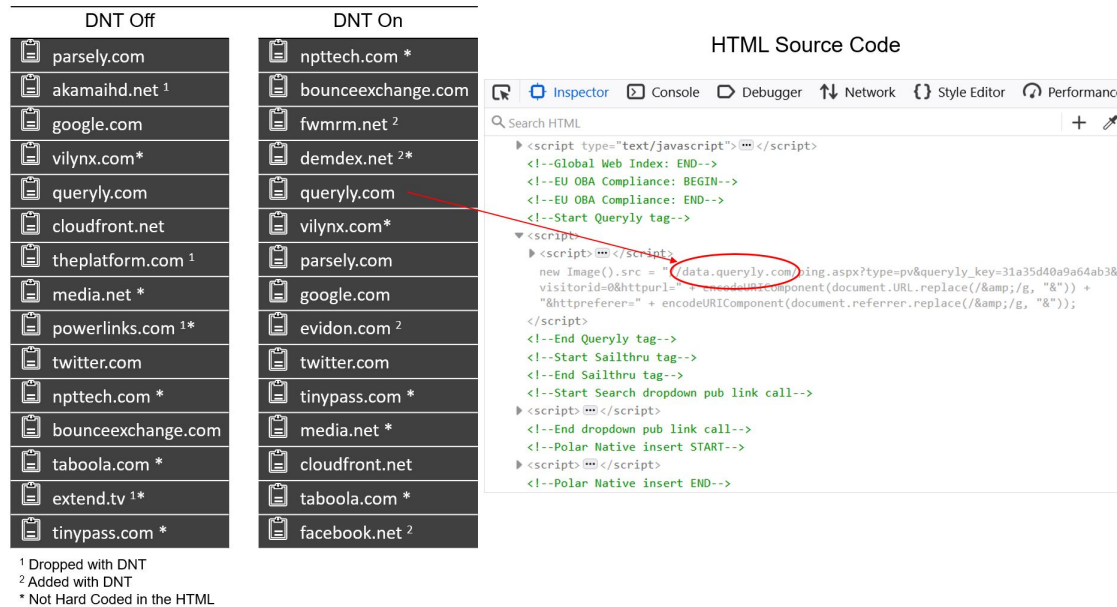 DNT Off
parsely.com
akamaihd.net ¹
google.com
vilynx.com*
queryly.com
cloudfront.net
theplatform.com ¹
media.net *
powerlinks.com ¹*
twitter.com
npttech.com *
bounceexchange.com
taboola.com *
extend.tv ¹*
tinypass.com *
¹ Dropped with DNT
² Added with DNT
* Not Hard Coded in the HTML
DNT On
npttech.com *
bounceexchange.com
fwmrm.net ²
demdex.net ²*
queryly.com
vilynx.com*
parsely.com
google.com
evidon.com ²
twitter.com
tinypass.com *
media.net *
cloudfront.net
taboola.com *
facebook.net ²
HTML Source Code
Inspector Console Debugger Network {} Style Editor Performance
Search HTML
<script type="text/javascript"> </script>
<!--Global Web Index: END-->
<!--EU OBA Compliance: BEGIN-->
<!--EU OBA Compliance: END-->
<!--Start Queryly tag-->
<script>
<script> </script>
new Image().src = "//data.queryly.com/ping.aspx?type=pv&queryly_key=31a35d40a9a64ab3&
visitorid=0&httpurl=" + encodeURIComponent(document.URL.replace(/&amp;/g, "&")) +
"&httpreferer=" + encodeURIComponent(document.referrer.replace(/&amp;/g, "&"));
</script>
<!--End Queryly tag-->
<!--Start Sailthru tag-->
<!--End Sailthru tag-->
<!--Start Search dropdown pub link call-->
<script> </script>
<!--End dropdown pub link call-->
<!--Polar Native insert START-->
<script> </script>
<!--Polar Native insert END-->